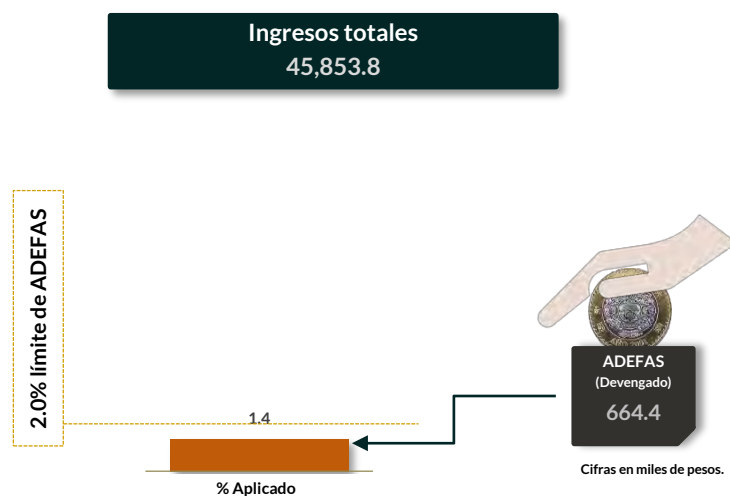 Ingresos totales
45,853.8
2.0% límite de ADEFAS
1.4
% Aplicado
ADEFAS
(Devengado)
664.4
Cifras en miles de pesos.